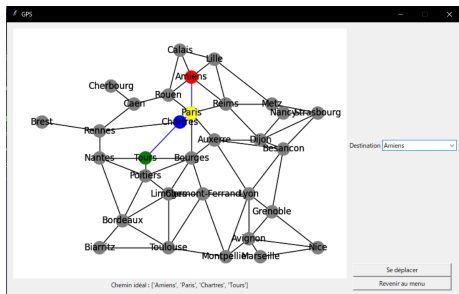 GPS
Calais
Lille
Amiens
Cherbourg
Rouen
Caen
Reims
Metz
Paris
Nancy
Strasbourg
Brest
Chartres
Rennes
Auxerre
Dijon
Destination Amiens
Besancon
Nantes
Tours
Bourges
Poitiers
Limoges
Clermont-Ferrand
Lyon
Grenoble
Bordeaux
Avignon
Biarritz
Toulouse
Nice
Montpellier
Marseille
Se déplacer
Chemin idéal : ['Amiens', 'Paris', 'Chartres', 'Tours']
Revenir au menu